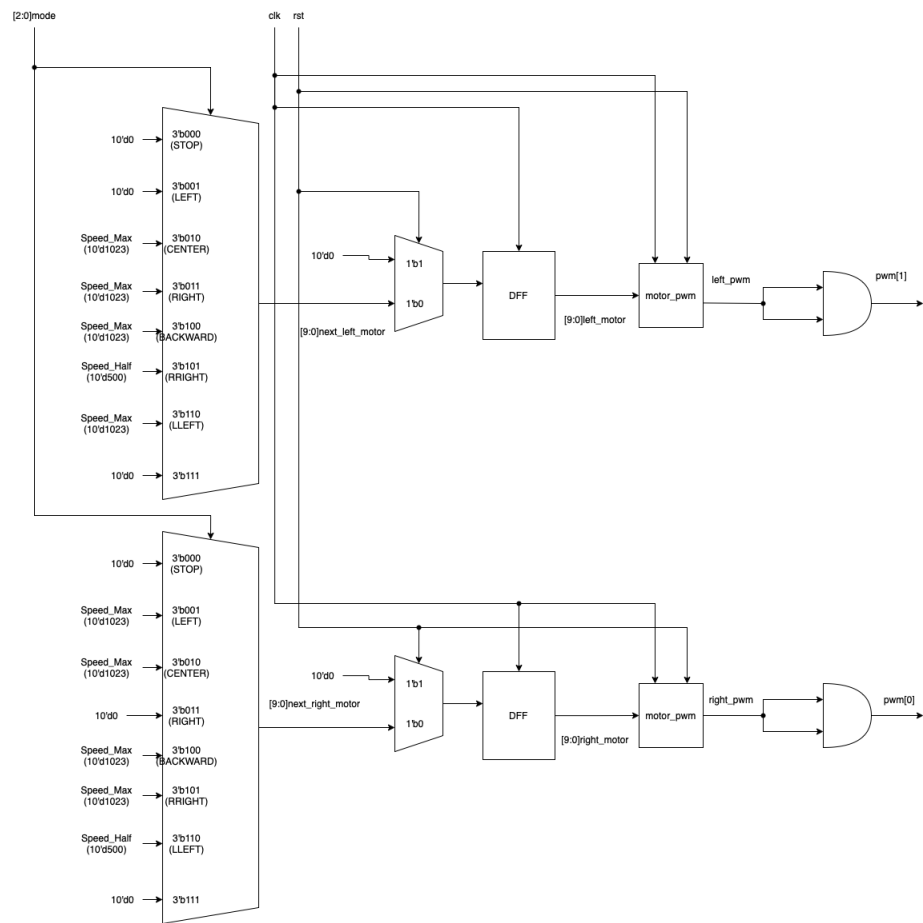 [2:0]mode
clk
rst
10'd0
3'b000
(STOP)
10'd0
3'b001
(LEFT)
Speed_Max
(10'd1023)
3'b010
(CENTER)
Speed_Max
(10'd1023)
3'b011
(RIGHT)
Speed_Max
(10'd1023)
3'b100
(BACKWARD)
Speed_Half
(10'd500)
3'b101
(RRIGHT)
Speed_Max
(10'd1023)
3'b110
(LLEFT)
10'd0
3'b111
[9:0]next_left_motor
10'd0
1'b1
1'b0
DFF
[9:0]left_motor
motor_pwm
left_pwm
pwm[1]
10'd0
3'b000
(STOP)
Speed_Max
(10'd1023)
3'b001
(LEFT)
Speed_Max
(10'd1023)
3'b010
(CENTER)
10'd0
3'b011
(RIGHT)
Speed_Max
(10'd1023)
3'b100
(BACKWARD)
Speed_Max
(10'd1023)
3'b101
(RRIGHT)
Speed_Half
(10'd500)
3'b110
(LLEFT)
10'd0
3'b111
[9:0]next_right_motor
10'd0
1'b1
1'b0
DFF
[9:0]right_motor
motor_pwm
right_pwm
pwm[0]